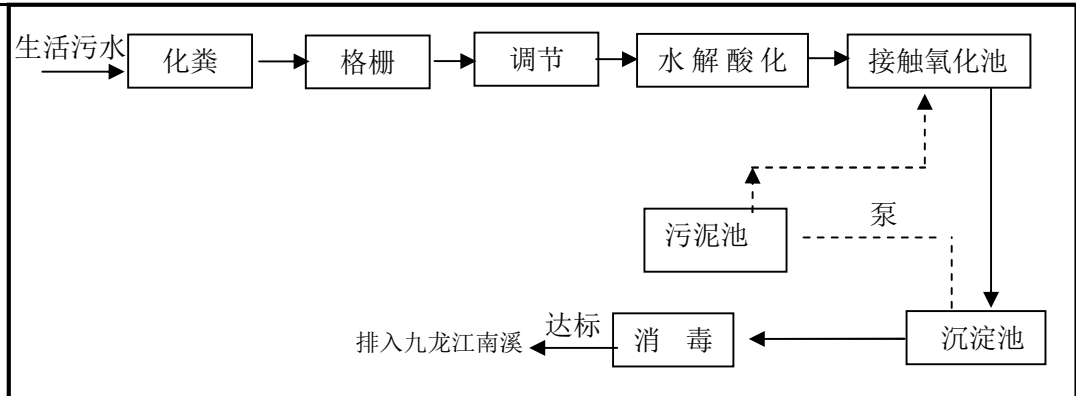 生活污水
化粪
格栅
调节
水解酸化
接触氧化池
污泥池
泵
排入九龙江南溪
达标
消 毒
沉淀池